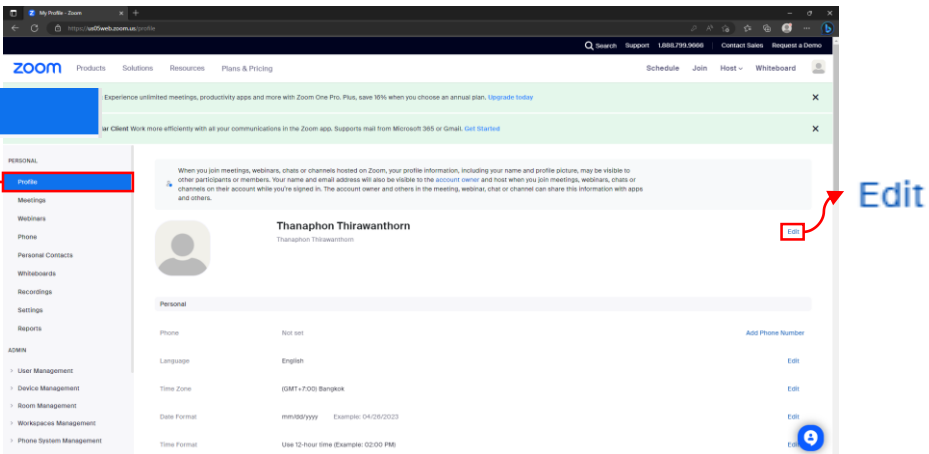 My Profile - Zoom
https://us05web.zoom.us/profile
Search Support 1.888.799.9666 Contact Sales Request a Demo
zoom Products Solutions Resources Plans & Pricing Schedule Join Host Whiteboard
Experience unlimited meetings, productivity apps and more with Zoom One Pro. Plus, save 16% when you choose an annual plan. Upgrade today
ar Client Work more efficiently with all your communications in the Zoom app. Supports mail from Microsoft 365 or Gmail. Get Started
PERSONAL
Profile
Meetings
Webinars
Phone
Personal Contacts
Whiteboards
Recordings
Settings
Reports
ADMIN
User Management
Device Management
Room Management
Workspaces Management
Phone System Management
When you join meetings, webinars, chats or channels hosted on Zoom, your profile information, including your name and profile picture, may be visible to
other participants or members. Your name and email address will also be visible to the account owner and host when you join meetings, webinars, chats or
channels on their account while you're signed in. The account owner and others in the meeting, webinar, chat or channel can share this information with apps
and others.
Thanaphon Thirawanthorn
Thanaphon Thirawanthorn
Edit
Edit
Personal
Phone Not set Add Phone Number
Language English Edit
Time Zone (GMT+7:00) Bangkok Edit
Date Format mm/dd/yyyy Example: 04/26/2023 Edit
Time Format Use 12-hour time (Example: 02:00 PM) Edit